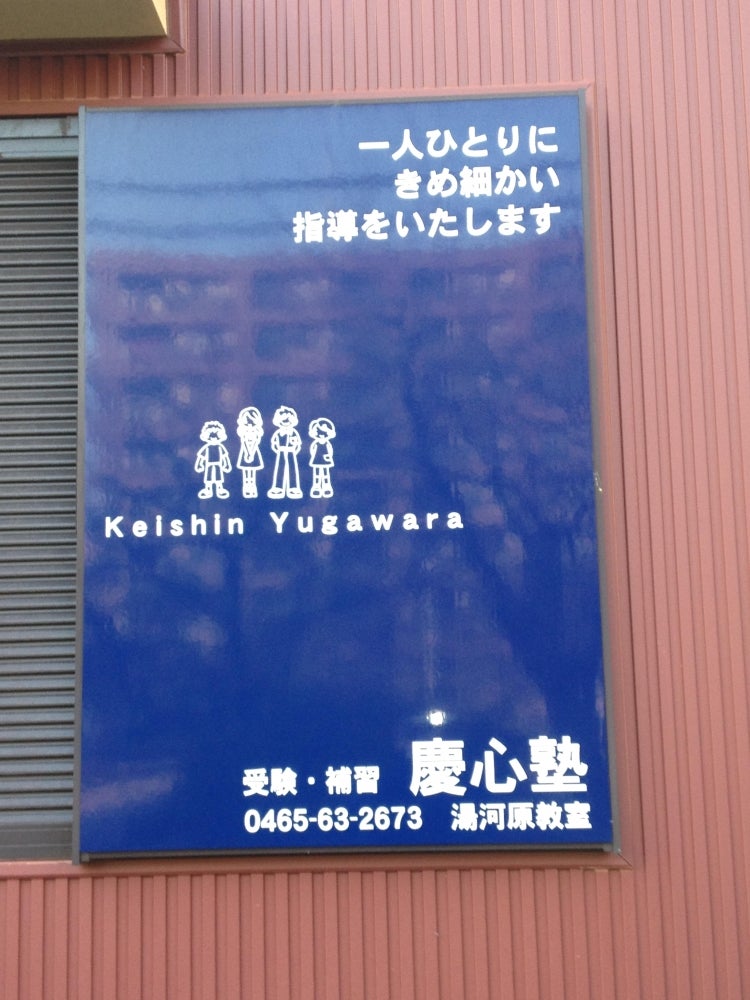 一人ひとりに
きめ細かい
指導をいたします
Keishin Yugawara
受験・補習 慶心塾
0465-63-2673 湯河原教室